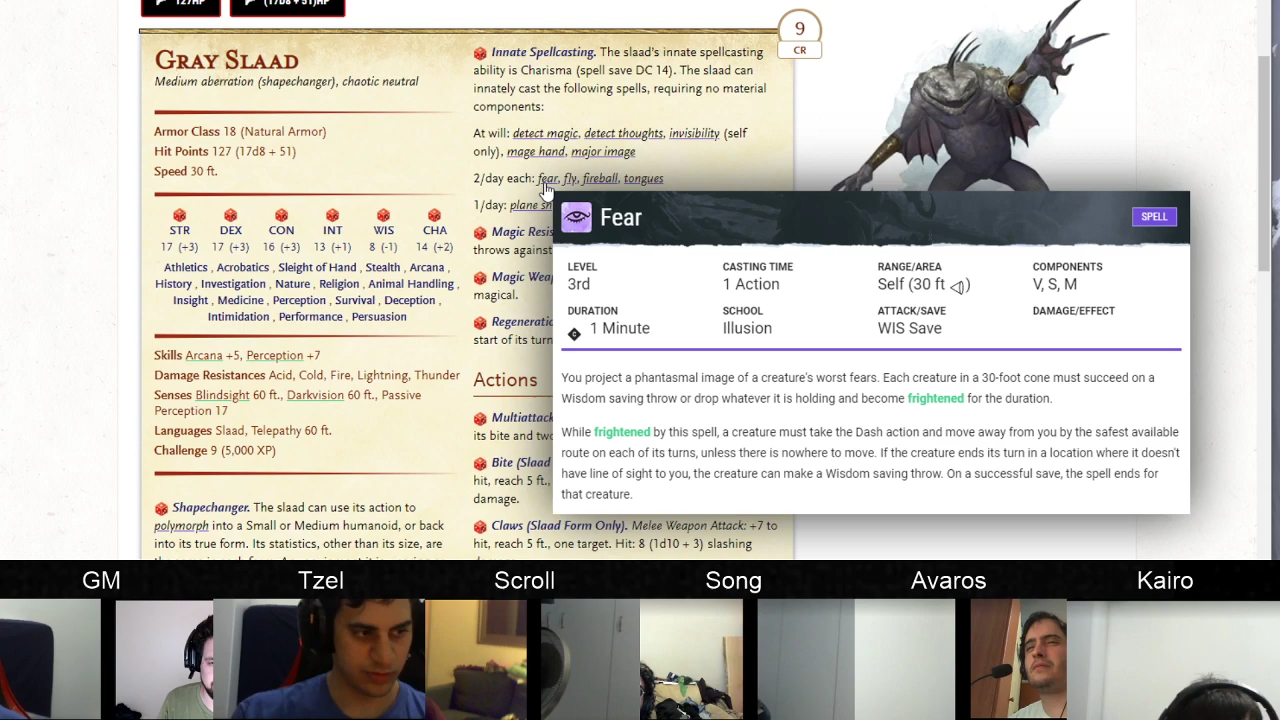 127HP
(17d8 + 51)HP
9
CR
Gray Slaad
Medium aberration (shapechanger), chaotic neutral
Armor Class 18 (Natural Armor)
Hit Points 127 (17d8 + 51)
Speed 30 ft.
STR DEX CON INT WIS CHA
17 (+3) 17 (+3) 16 (+3) 13 (+1) 8 (-1) 14 (+2)
Athletics , Acrobatics , Sleight of Hand , Stealth , Arcana ,
History , Investigation , Nature , Religion , Animal Handling ,
Insight , Medicine , Perception , Survival , Deception ,
Intimidation , Performance , Persuasion
Skills Arcana +5, Perception +7
Damage Resistances Acid, Cold, Fire, Lightning, Thunder
Senses Blindsight 60 ft., Darkvision 60 ft., Passive
Perception 17
Languages Slaad, Telepathy 60 ft.
Challenge 9 (5,000 XP)
Shapechanger. The slaad can use its action to
polymorph into a Small or Medium humanoid, or back
into its true form. Its statistics, other than its size, are
Innate Spellcasting. The slaad's innate spellcasting
ability is Charisma (spell save DC 14). The slaad can
innately cast the following spells, requiring no material
components:
At will: detect magic, detect thoughts, invisibility (self
only), mage hand, major image
2/day each: fear, fly, fireball, tongues
1/day: plane
Magic
throws against
Magic
magical.
start of its turn
Actions
Multiattack
its bite and two
Bite (Slaad
hit, reach 5 ft.,
damage.
Claws (Slaad Form Only). Melee Weapon Attack: +7 to
hit, reach 5 ft., one target. Hit: 8 (1d10 + 3) slashing
Fear
SPELL
LEVEL CASTING TIME RANGE/AREA COMPONENTS
3rd 1 Action Self (30 ft ) V, S, M
DURATION SCHOOL ATTACK/SAVE DAMAGE/EFFECT
1 Minute Illusion WIS Save
You project a phantasmal image of a creature's worst fears. Each creature in a 30-foot cone must succeed on a
Wisdom saving throw or drop whatever it is holding and become frightened for the duration.
While frightened by this spell, a creature must take the Dash action and move away from you by the safest available
route on each of its turns, unless there is nowhere to move. If the creature ends its turn in a location where it doesn't
have line of sight to you, the creature can make a Wisdom saving throw. On a successful save, the spell ends for
that creature.
GM Tzel Scroll Song Avaros Kairo